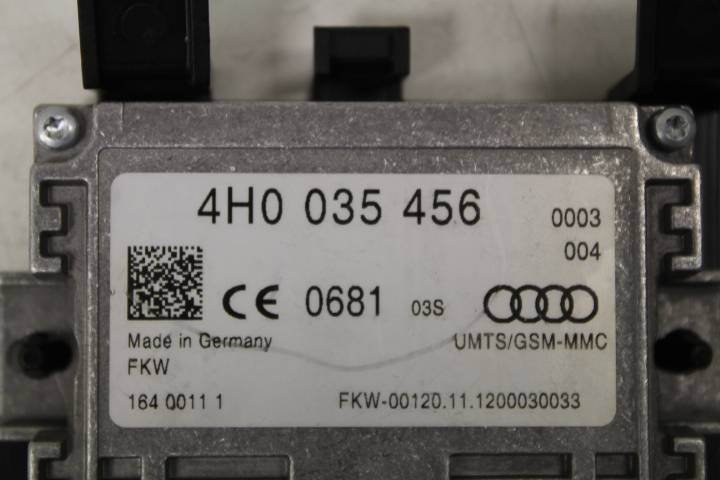 4H0 035 456
0003
004
CE 0681 03S
Made in Germany
UMTS/GSM-MMC
FKW
164 0011 1
FKW-00120.11.1200030033